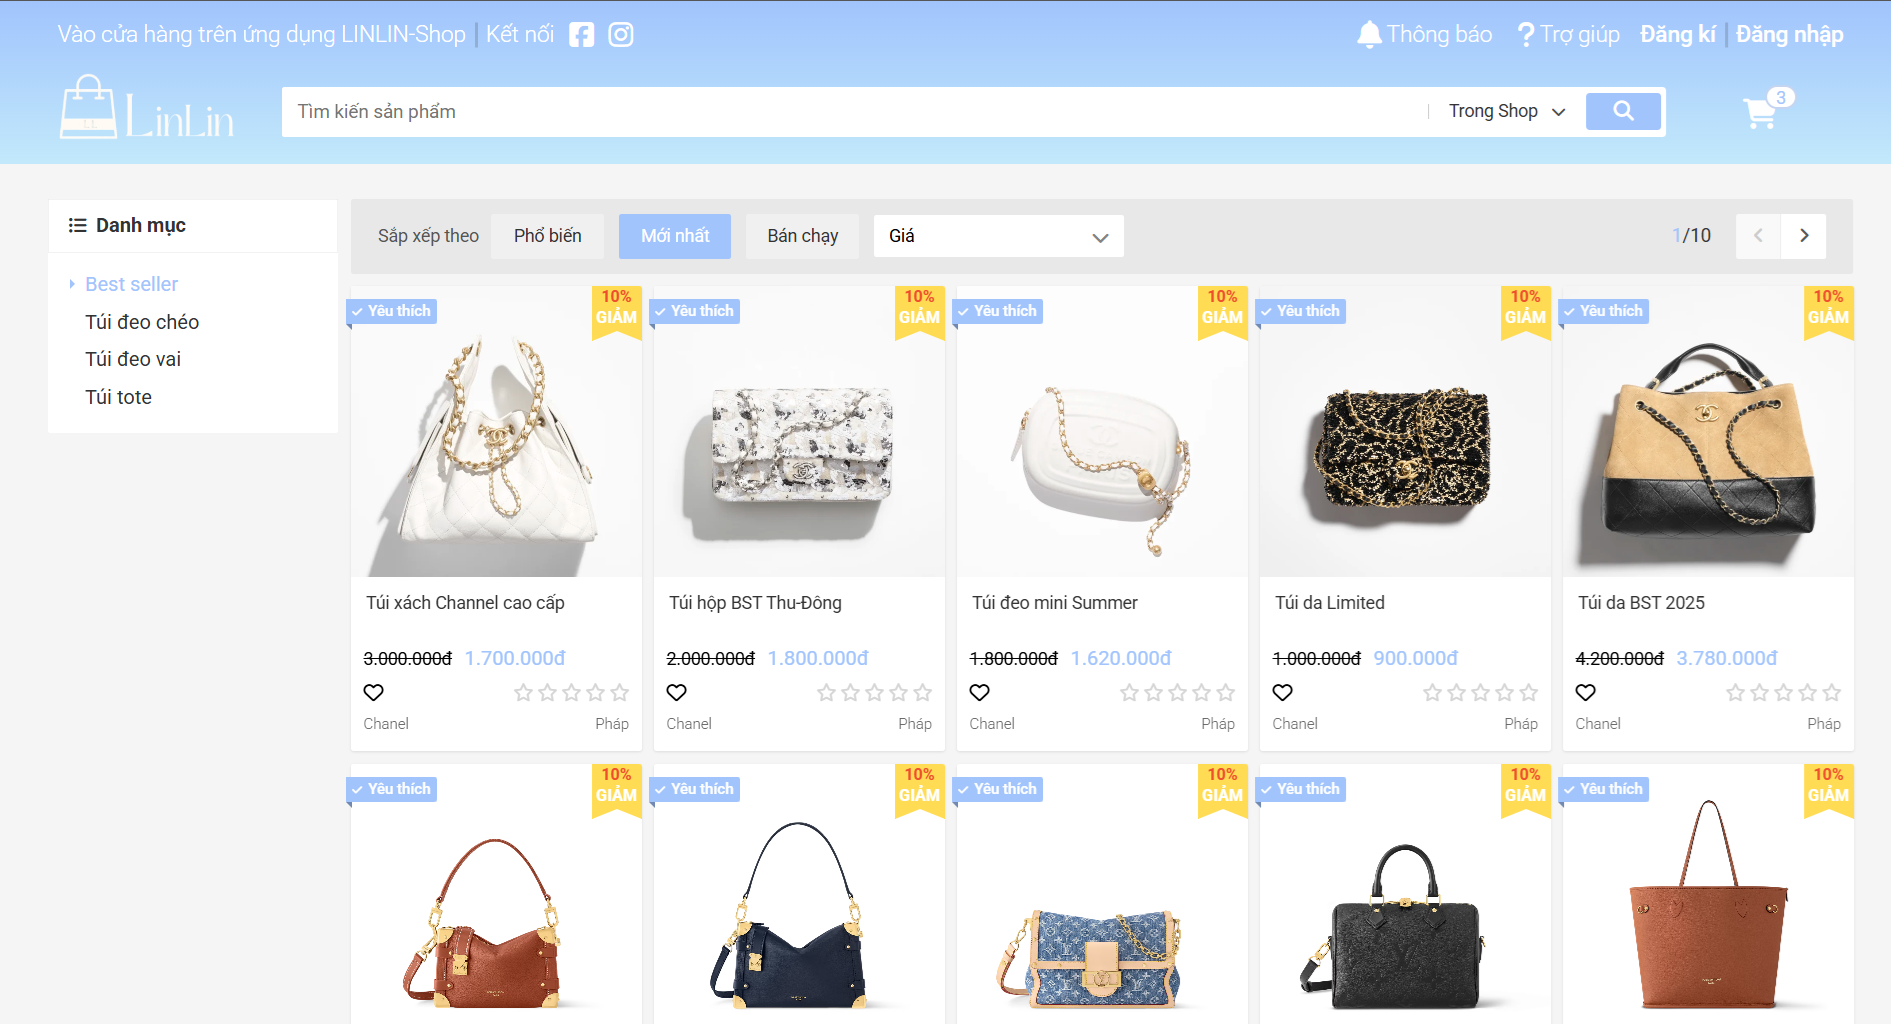 Vào cửa hàng trên ứng dụng LINLIN-Shop | Kết nối
Thông báo
Trợ giúp
Đăng kí | Đăng nhập
LL
LinLin
Tìm kiến sản phẩm
Trong Shop
3
Danh mục
Best seller
Túi đeo chéo
Túi đeo vai
Túi tote
Sắp xếp theo
Phổ biến
Mới nhất
Bán chạy
Giá
1/10
Yêu thích
10%
GIẢM
Yêu thích
10%
GIẢM
Yêu thích
10%
GIẢM
Yêu thích
10%
GIẢM
Yêu thích
10%
GIẢM
Túi xách Channel cao cấp
3.000.000đ 1.700.000đ
Chanel Pháp
Túi hộp BST Thu-Đông
2.000.000đ 1.800.000đ
Chanel Pháp
Túi đeo mini Summer
1.800.000đ 1.620.000đ
Chanel Pháp
Túi da Limited
1.000.000đ 900.000đ
Chanel Pháp
Túi da BST 2025
4.200.000đ 3.780.000đ
Chanel Pháp
Yêu thích
10%
GIẢM
Yêu thích
10%
GIẢM
Yêu thích
10%
GIẢM
Yêu thích
10%
GIẢM
Yêu thích
10%
GIẢM